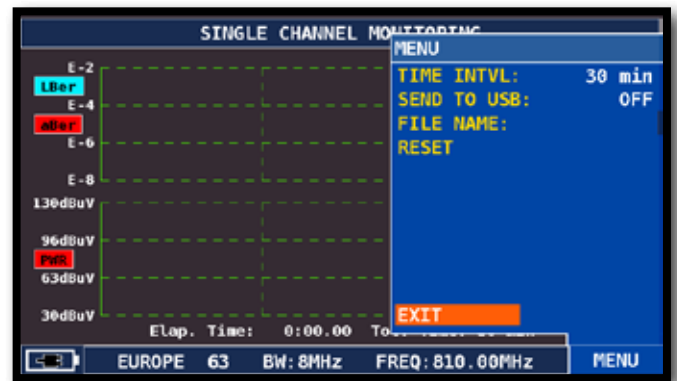 SINGLE CHANNEL
MENU
TIME INTVL: 30 min
SEND TO USB: OFF
FILE NAME:
RESET
EXIT
E-2
LBer
E-4
aBer
E-6
E-8
130dBuV
96dBuV
PWR
63dBuV
30dBuV
Elap. Time: 0:00.00
EUROPE 63 BW:8MHz FREQ:810.00MHz MENU